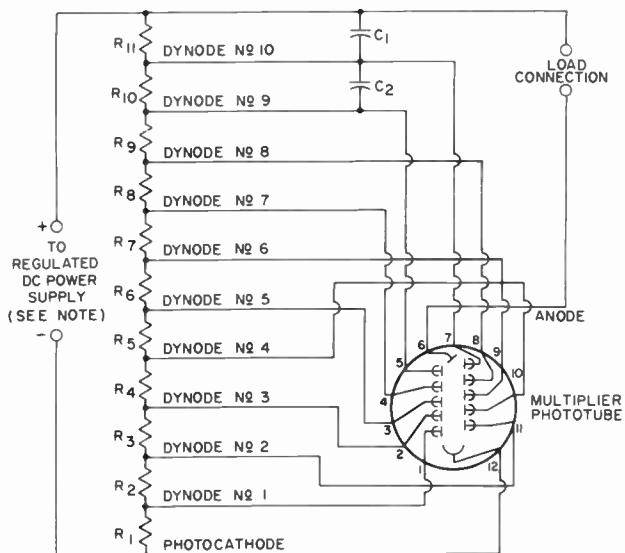 R11
DYNODE Nº 10
C1
R10
DYNODE Nº 9
C2
LOAD
CONNECTION
R9
DYNODE Nº 8
R8
DYNODE Nº 7
+
TO
REGULATED
DC POWER
SUPPLY
(SEE NOTE)
-
R7
DYNODE Nº 6
R6
DYNODE Nº 5
ANODE
R5
DYNODE Nº 4
R4
DYNODE Nº 3
R3
DYNODE Nº 2
R2
DYNODE Nº 1
R1
PHOTOCATHODE
1
2
3
4
5
6
7
8
9
10
11
12
MULTIPLIER
PHOTOTUBE